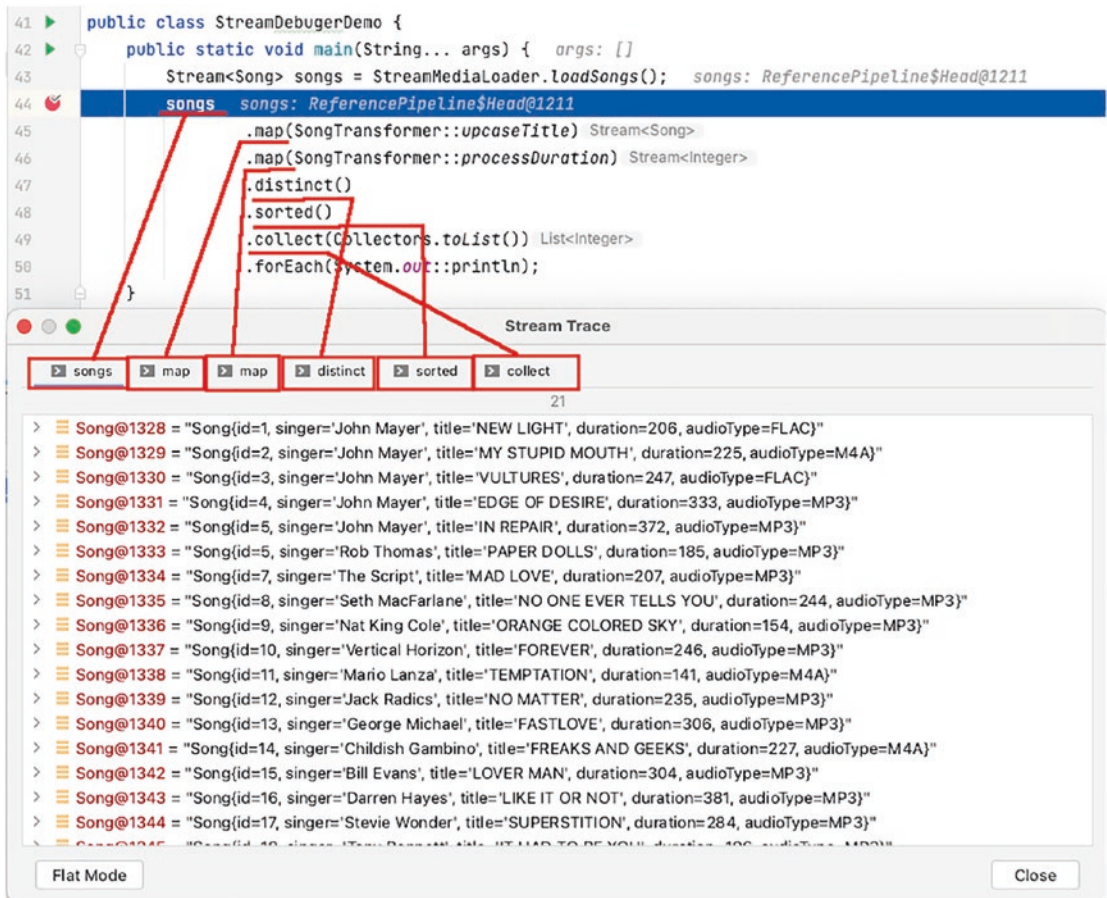 41 public class StreamDebugerDemo {
42 public static void main(String... args) { args: []
43 Stream<Song> songs = StreamMediaLoader.loadSongs(); songs: ReferencePipeline$Head@1211
44 songs songs: ReferencePipeline$Head@1211
45 .map(SongTransformer::upcaseTitle) Stream<Song>
46 .map(SongTransformer::processDuration) Stream<Integer>
47 .distinct()
48 .sorted()
49 .collect(Collectors.toList()) List<Integer>
50 .forEach(System.out::println);
51 }
Stream Trace
songs map map distinct sorted collect
21
> Song@1328 = "Song{id=1, singer='John Mayer', title='NEW LIGHT', duration=206, audioType=FLAC}"
> Song@1329 = "Song{id=2, singer='John Mayer', title='MY STUPID MOUTH', duration=225, audioType=M4A}"
> Song@1330 = "Song{id=3, singer='John Mayer', title='VULTURES', duration=247, audioType=FLAC}"
> Song@1331 = "Song{id=4, singer='John Mayer', title='EDGE OF DESIRE', duration=333, audioType=MP3}"
> Song@1332 = "Song{id=5, singer='John Mayer', title='IN REPAIR', duration=372, audioType=MP3}"
> Song@1333 = "Song{id=5, singer='Rob Thomas', title='PAPER DOLLS', duration=185, audioType=MP3}"
> Song@1334 = "Song{id=7, singer='The Script', title='MAD LOVE', duration=207, audioType=MP3}"
> Song@1335 = "Song{id=8, singer='Seth MacFarlane', title='NO ONE EVER TELLS YOU', duration=244, audioType=MP3}"
> Song@1336 = "Song{id=9, singer='Nat King Cole', title='ORANGE COLORED SKY', duration=154, audioType=MP3}"
> Song@1337 = "Song{id=10, singer='Vertical Horizon', title='FOREVER', duration=246, audioType=MP3}"
> Song@1338 = "Song{id=11, singer='Mario Lanza', title='TEMPTATION', duration=141, audioType=M4A}"
> Song@1339 = "Song{id=12, singer='Jack Radics', title='NO MATTER', duration=235, audioType=MP3}"
> Song@1340 = "Song{id=13, singer='George Michael', title='FASTLOVE', duration=306, audioType=MP3}"
> Song@1341 = "Song{id=14, singer='Childish Gambino', title='FREAKS AND GEEKS', duration=227, audioType=M4A}"
> Song@1342 = "Song{id=15, singer='Bill Evans', title='LOVER MAN', duration=304, audioType=MP3}"
> Song@1343 = "Song{id=16, singer='Darren Hayes', title='LIKE IT OR NOT', duration=381, audioType=MP3}"
> Song@1344 = "Song{id=17, singer='Stevie Wonder', title='SUPERSTITION', duration=284, audioType=MP3}"
Flat Mode
Close